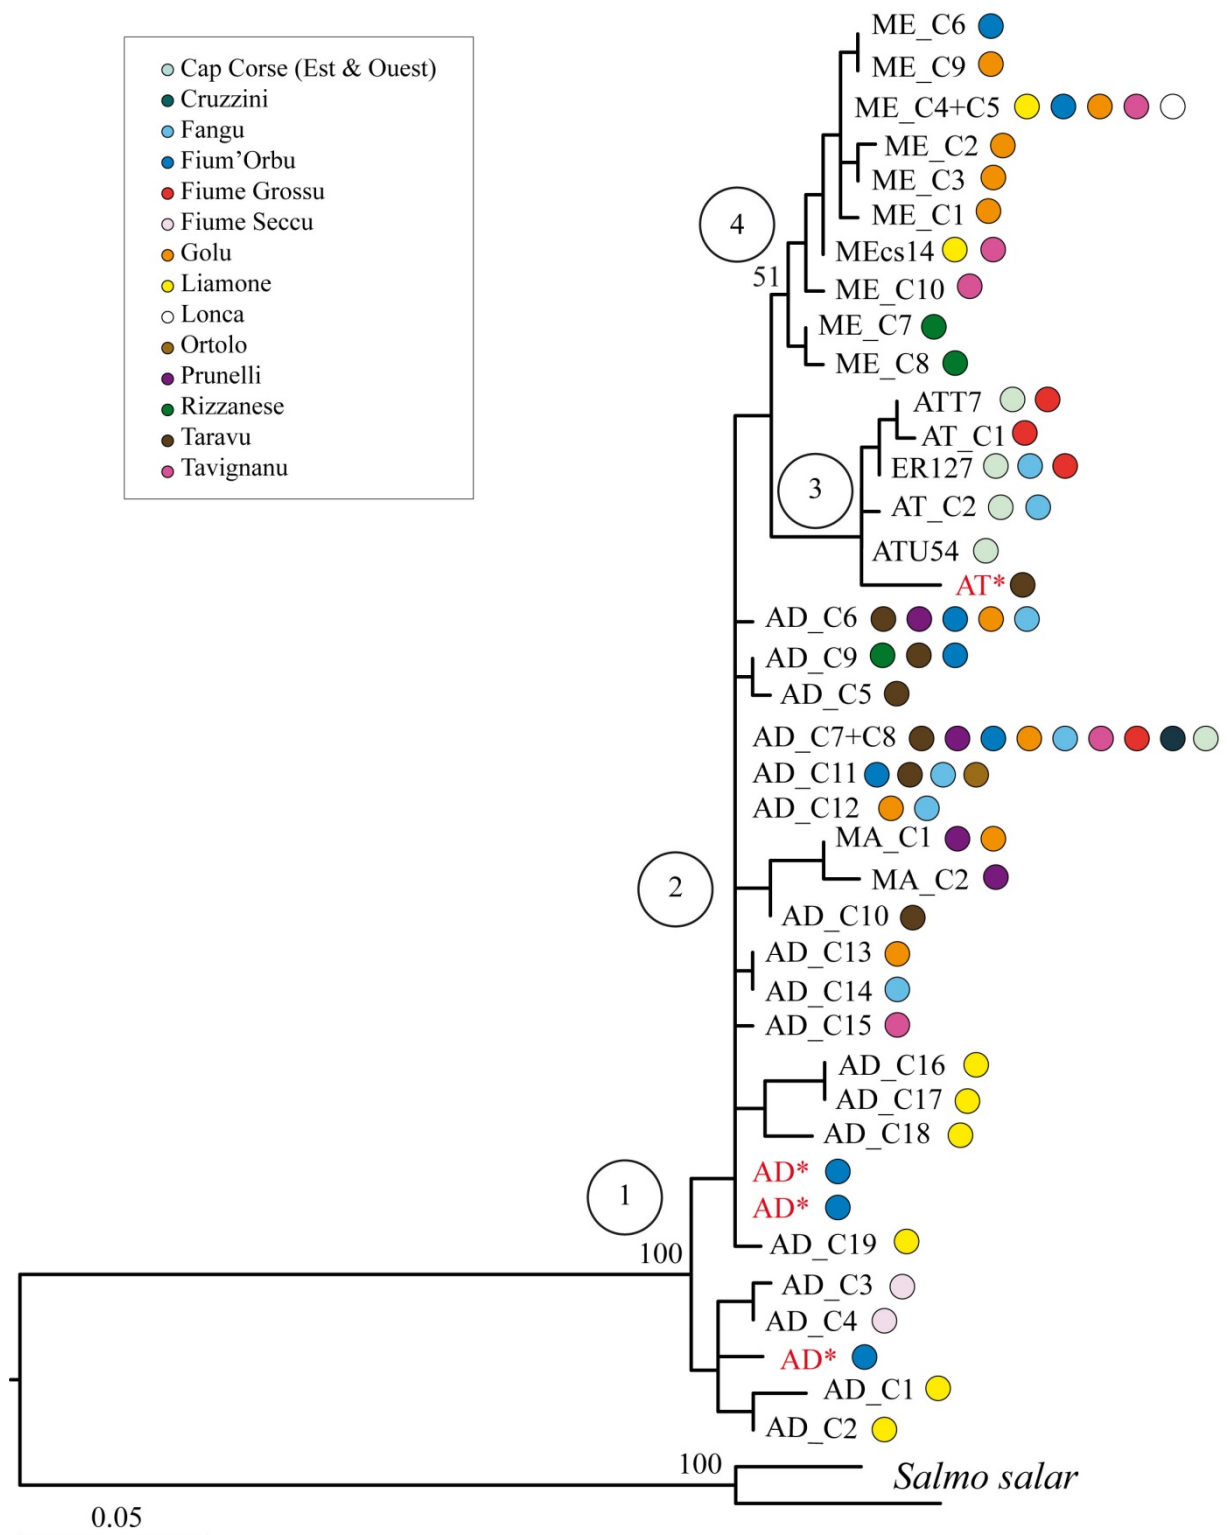 Cap Corse (Est & Ouest)
Cruzzini
Fangu
Fium’Orbu
Fiume Grossu
Fiume Seccu
Golu
Liamone
Lonca
Ortolo
Prunelli
Rizzanese
Taravu
Tavignanu
ME_C6
ME_C9
ME_C4+C5
ME_C2
ME_C3
ME_C1
4
MEcs14
51
ME_C10
ME_C7
ME_C8
ATT7
AT_C1
ER127
3
AT_C2
ATU54
AT*
AD_C6
AD_C9
AD_C5
AD_C7+C8
AD_C11
AD_C12
MA_C1
MA_C2
2
AD_C10
AD_C13
AD_C14
AD_C15
AD_C16
AD_C17
AD_C18
AD*
1
AD*
AD_C19
100
AD_C3
AD_C4
AD*
AD_C1
AD_C2
100
Salmo salar
0.05